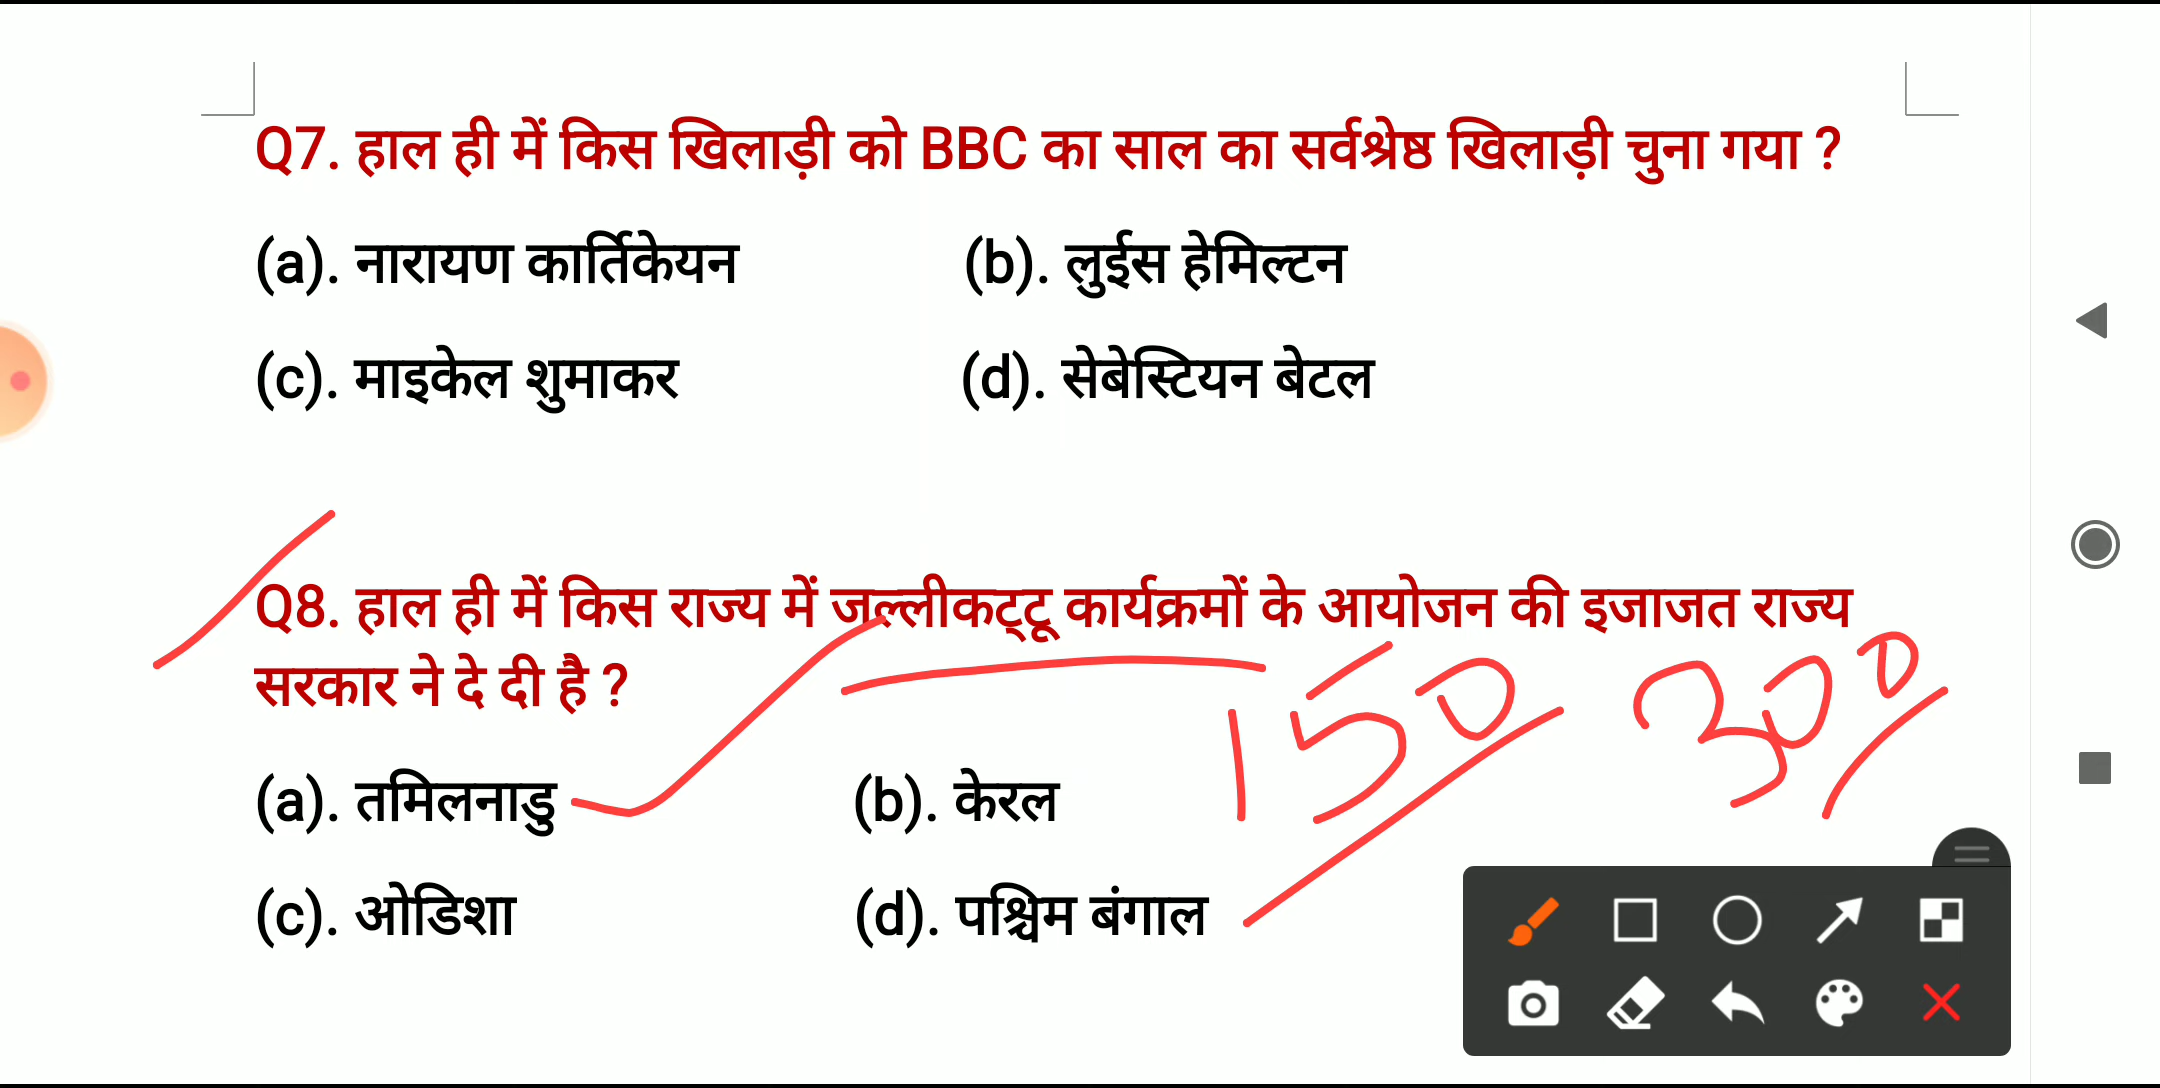 Q7. हाल ही में किस खिलाड़ी को BBC का साल का सर्वश्रेष्ठ खिलाड़ी चुना गया ?
(a). नारायण कार्तिकेयन (b). लुईस हेमिल्टन
(c). माइकेल शुमाकर (d). सेबेस्टियन बेटल
Q8. हाल ही में किस राज्य में जल्लीकट्टू कार्यक्रमों के आयोजन की इजाजत राज्य
सरकार ने दे दी है ?
150 300
(a). तमिलनाडु (b). केरल
(c). ओडिशा (d). पश्चिम बंगाल